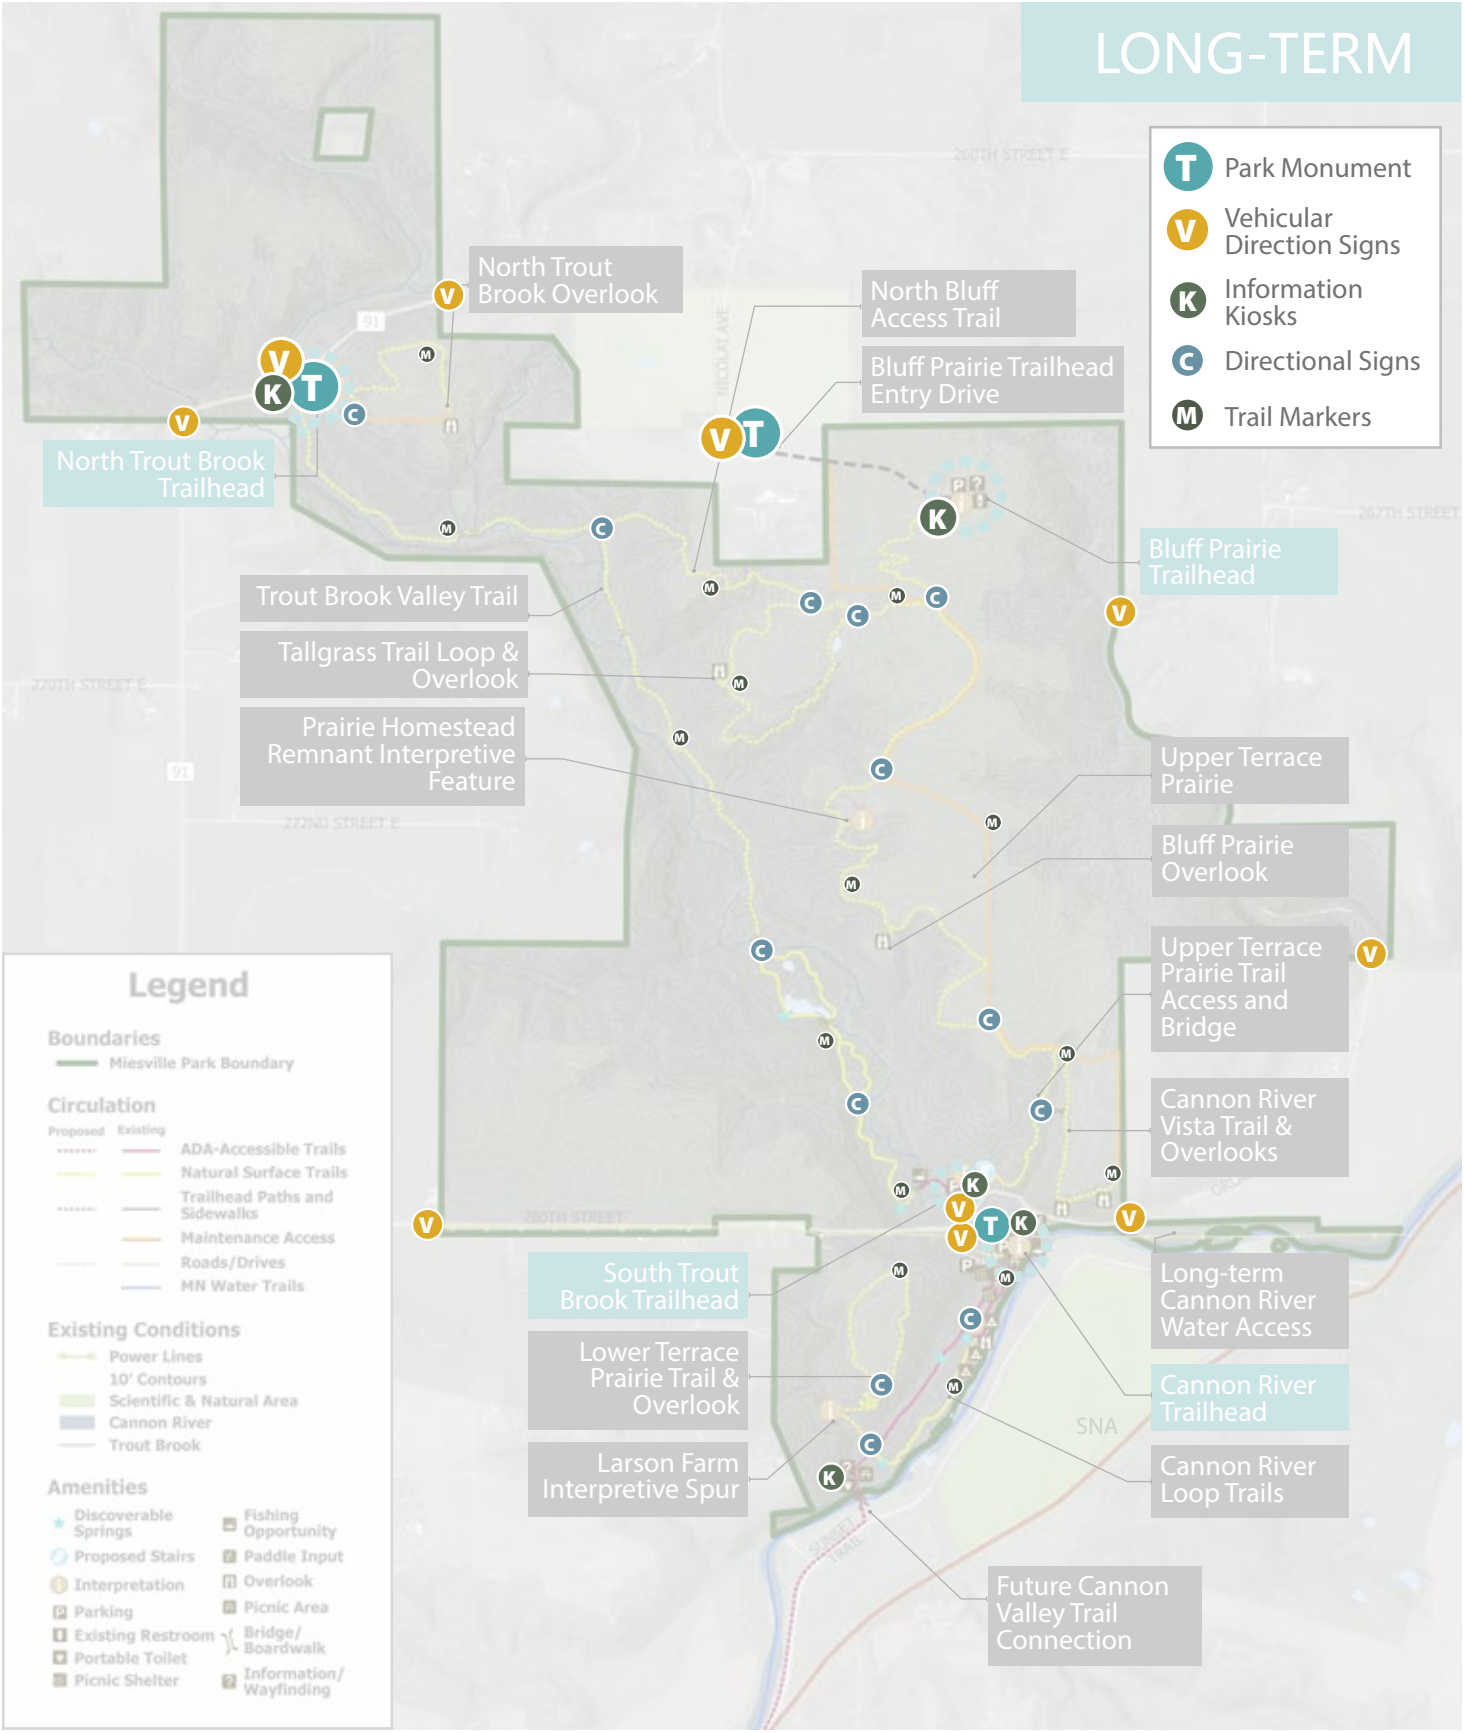 LONG-TERM
T Park Monument
V Vehicular
Direction Signs
K Information
Kiosks
C Directional Signs
M Trail Markers
260TH STREET E
North Trout
Brook Overlook
V
91
M
V
K
T
C
V
North Trout Brook
Trailhead
NICOLAI AVE
North Bluff
Access Trail
Bluff Prairie Trailhead
Entry Drive
V
T
P ?
K
267TH STREET
Bluff Prairie
Trailhead
V
M
C
M
C
C
M
C
Trout Brook Valley Trail
Tallgrass Trail Loop &
Overlook
M
Prairie Homestead
Remnant Interpretive
Feature
M
C
i
M
M
270TH STREET E
91
272ND STREET E
Upper Terrace
Prairie
Bluff Prairie
Overlook
Upper Terrace
Prairie Trail
Access and
Bridge
V
Cannon River
Vista Trail &
Overlooks
C
C
M
M
C
C
M
M
K
V
V
T
K
V
V
280TH STREET
P
M
M
C
C
M
C
i
K
?
South Trout
Brook Trailhead
Lower Terrace
Prairie Trail &
Overlook
Larson Farm
Interpretive Spur
Long-term
Cannon River
Water Access
Cannon River
Trailhead
SNA
Cannon River
Loop Trails
SUNSET
TRAIL
Future Cannon
Valley Trail
Connection
Legend
Boundaries
Miesville Park Boundary
Circulation
Proposed Existing
ADA-Accessible Trails
Natural Surface Trails
Trailhead Paths and
Sidewalks
Maintenance Access
Roads/Drives
MN Water Trails
Existing Conditions
Power Lines
10' Contours
Scientific & Natural Area
Cannon River
Trout Brook
Amenities
Discoverable
Springs
Proposed Stairs
i Interpretation
P Parking
Existing Restroom
Portable Toilet
Picnic Shelter
Fishing
Opportunity
Paddle Input
Overlook
Picnic Area
Bridge/
Boardwalk
? Information/
Wayfinding